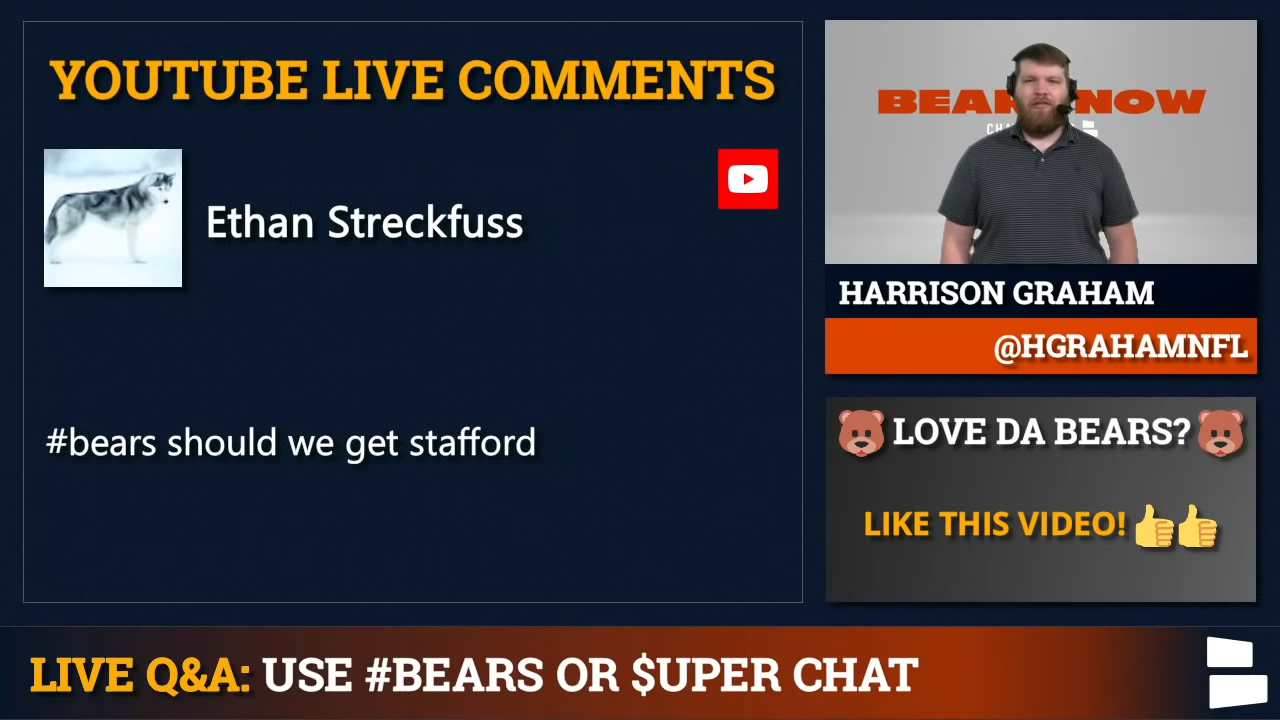 YOUTUBE LIVE COMMENTS
Ethan Streckfuss
#bears should we get stafford
HARRISON GRAHAM
@HGRAHAMNFL
LOVE DA BEARS?
LIKE THIS VIDEO!
LIVE Q&A: USE #BEARS OR $UPER CHAT